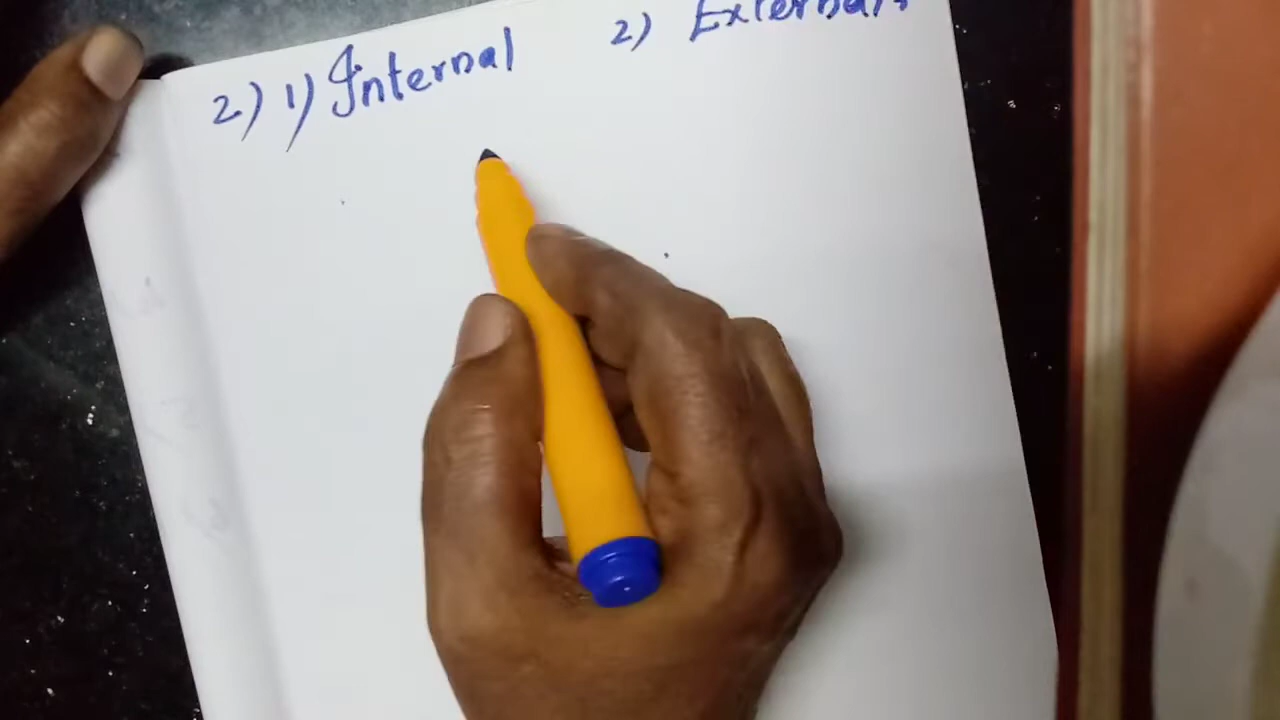 2) 1) Internal 2) External.